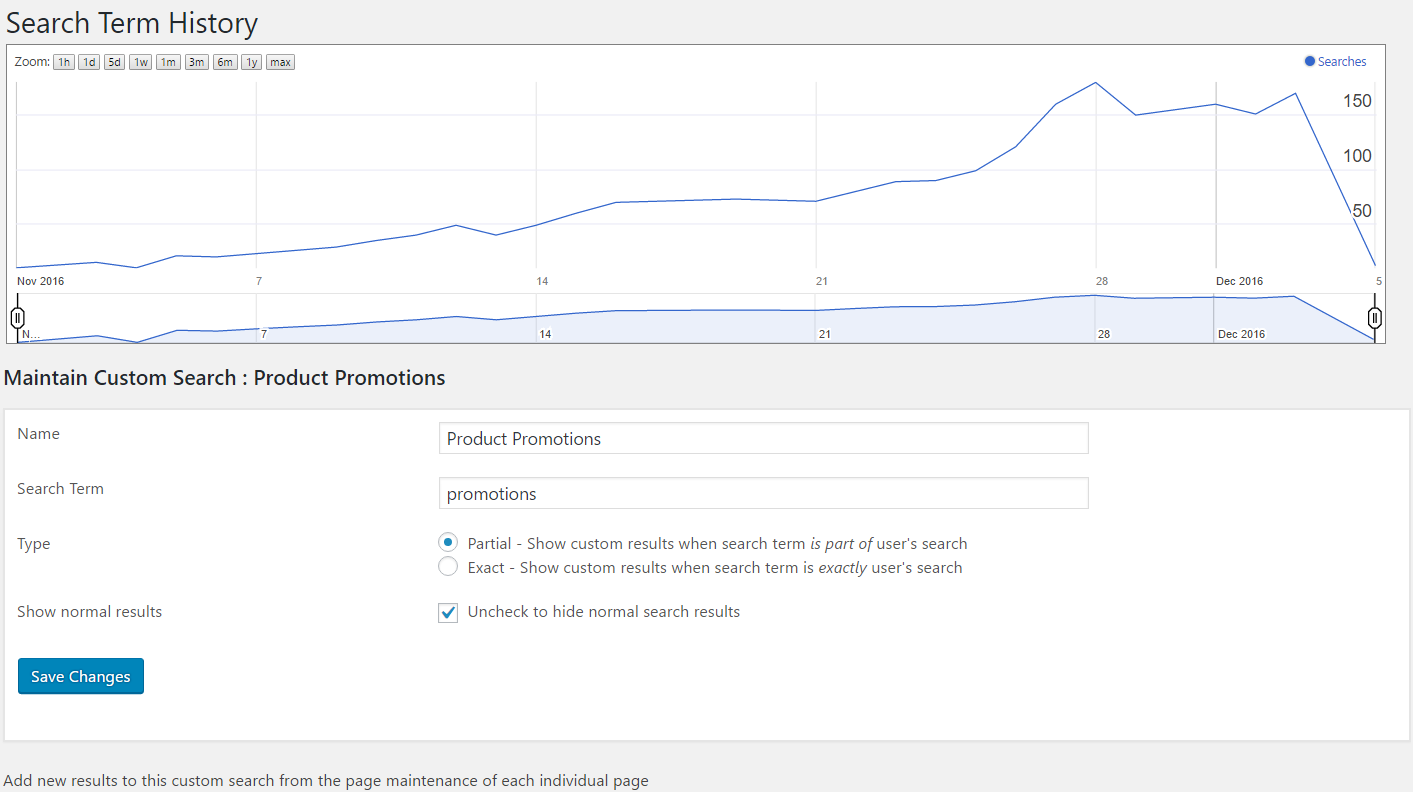 Search Term History
Zoom: 1h 1d 5d 1w 1m 3m 6m 1y max
Searches
150
100
50
Nov 2016 7 14 21 28 Dec 2016 5
N... 7 14 21 28 Dec 2016
Maintain Custom Search : Product Promotions
Name
Product Promotions
Search Term
promotions
Type
Partial - Show custom results when search term is part of user's search
Exact - Show custom results when search term is exactly user's search
Show normal results
Uncheck to hide normal search results
Save Changes
Add new results to this custom search from the page maintenance of each individual page